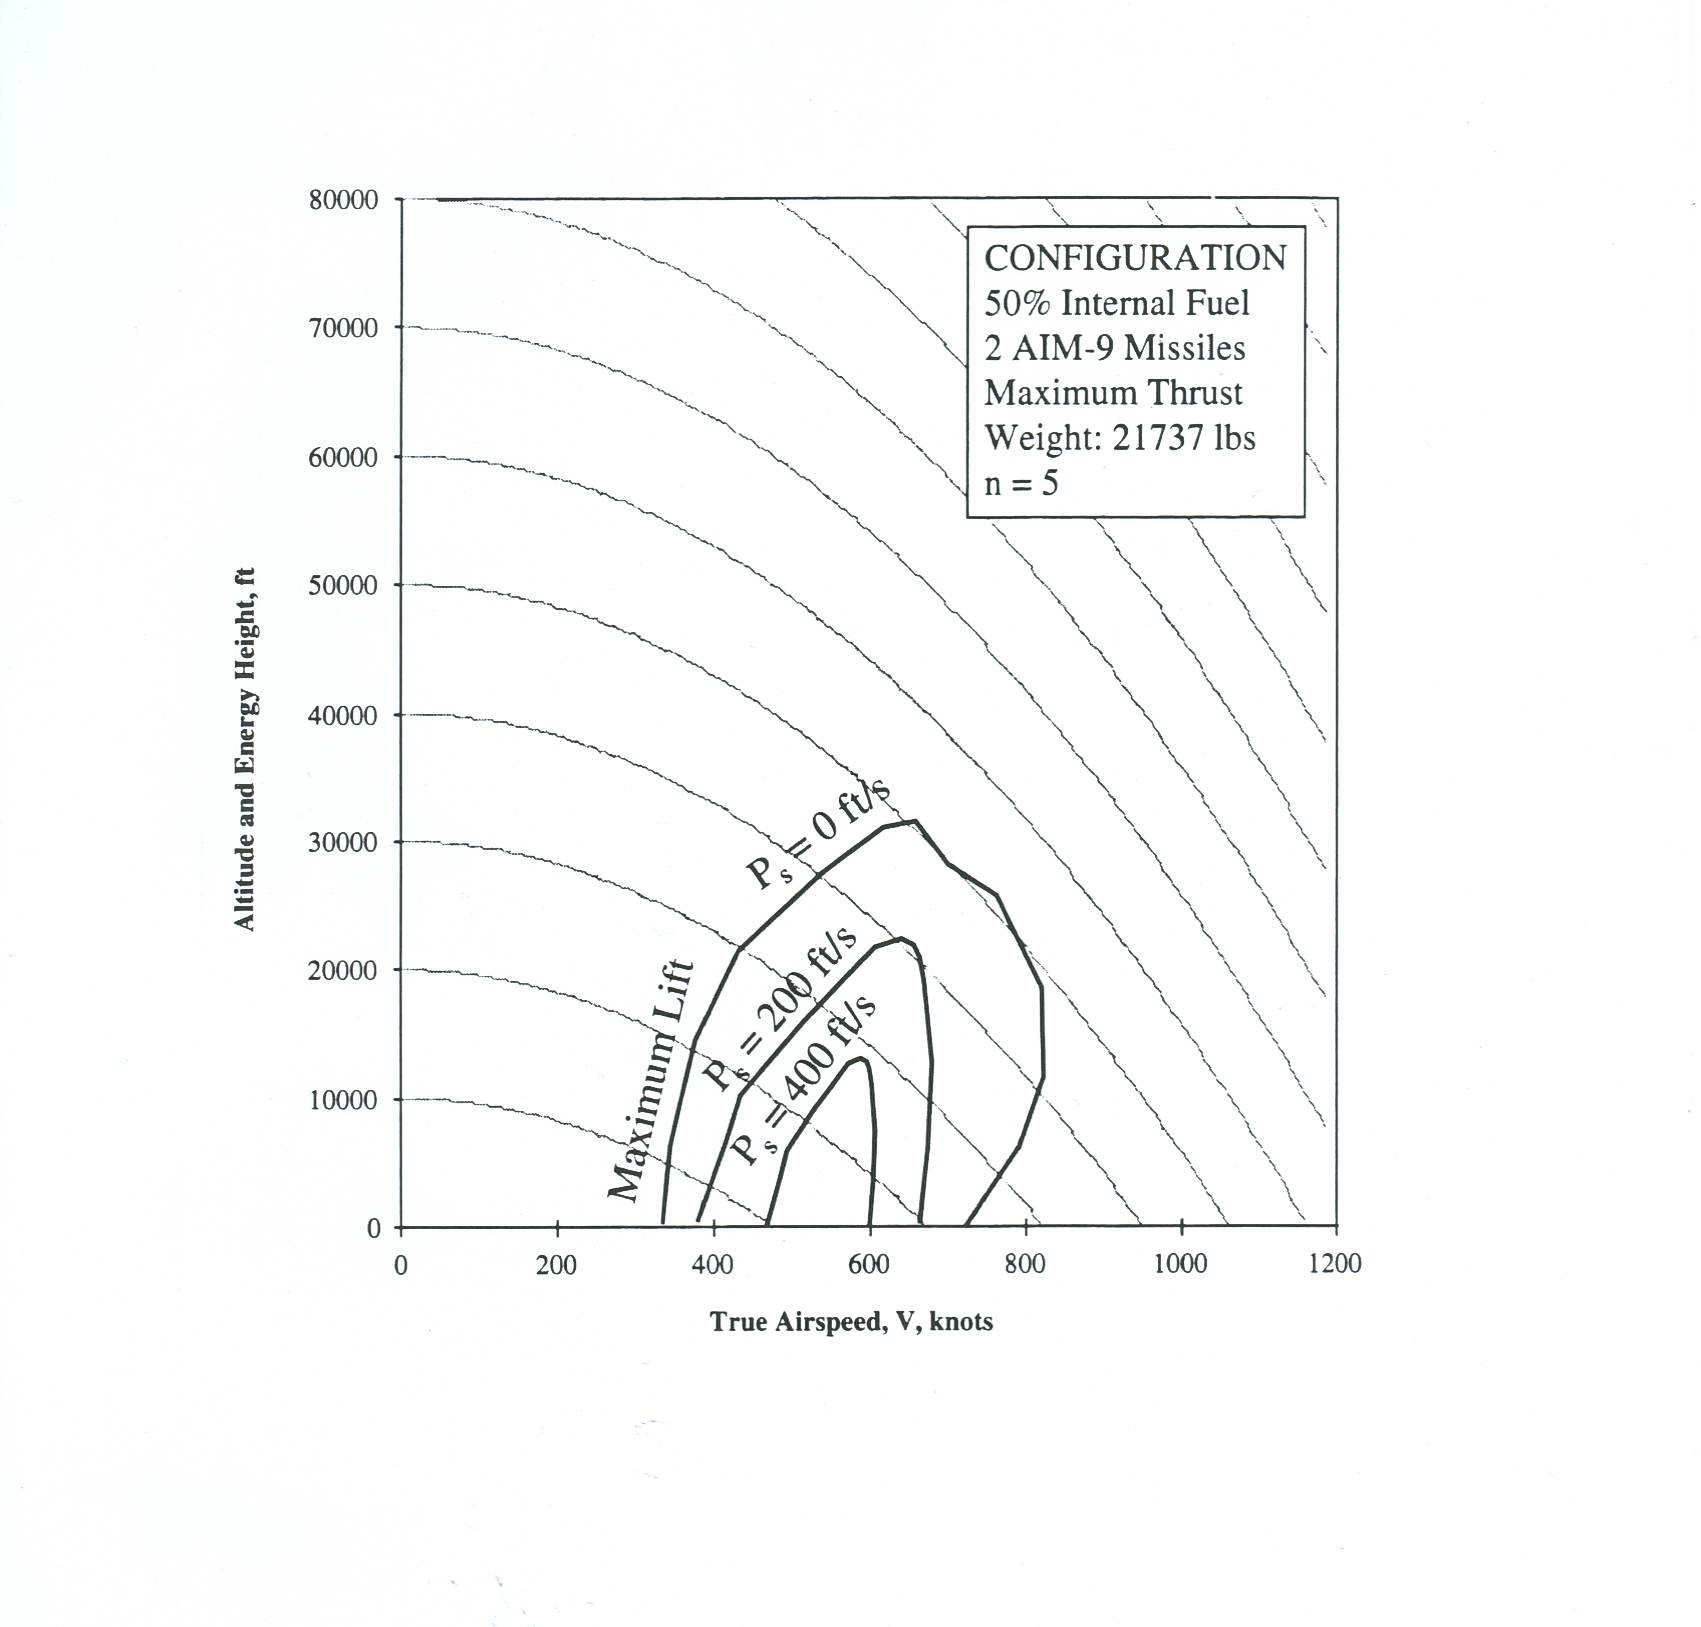 80000
70000
60000
50000
40000
30000
20000
10000
0
Altitude and Energy Height, ft
CONFIGURATION
50% Internal Fuel
2 AIM-9 Missiles
Maximum Thrust
Weight: 21737 lbs
n = 5
Ps = 0 ft/s
Ps = 200 ft/s
Ps = 400 ft/s
Maximum Lift
0 200 400 600 800 1000 1200
True Airspeed, V, knots